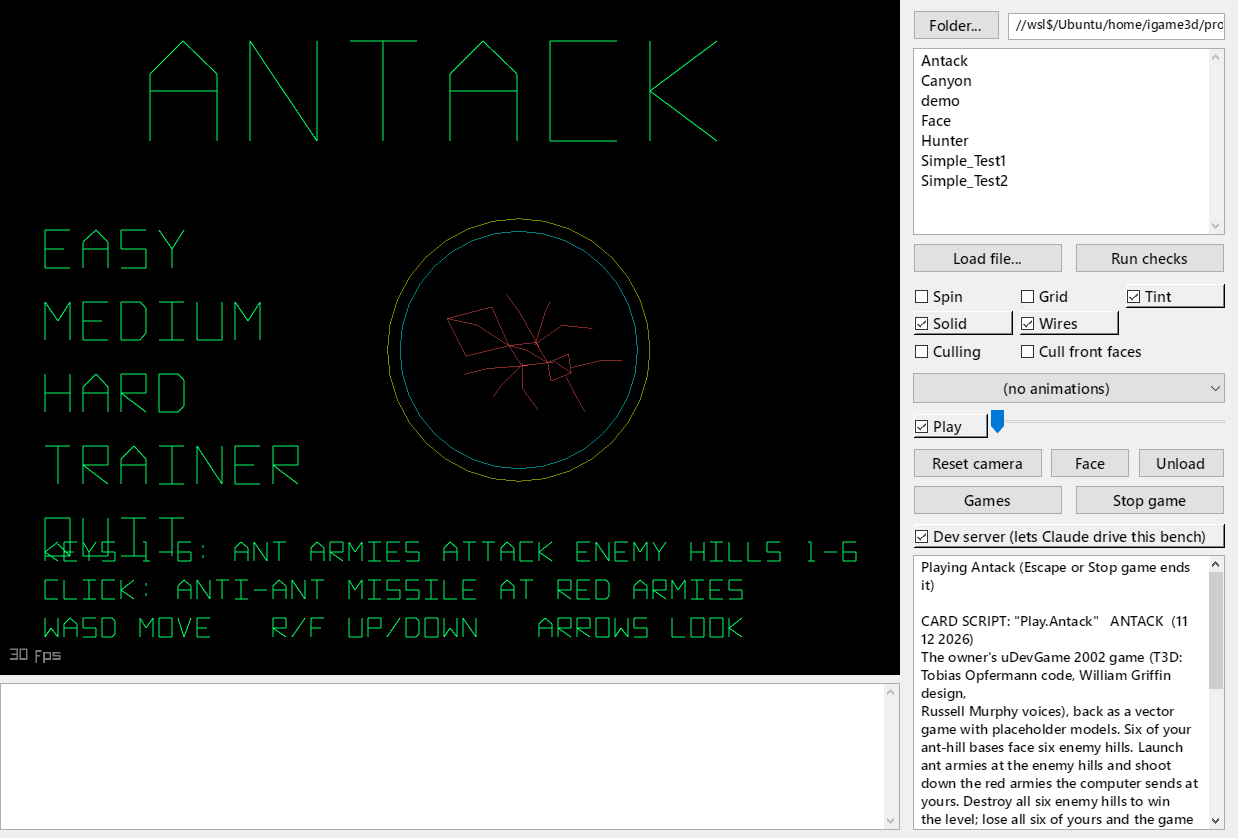 ANTACK
EASY
MEDIUM
HARD
TRAINER
QUIT
KEYS 1-6: ANT ARMIES ATTACK ENEMY HILLS 1-6
CLICK: ANTI-ANT MISSILE AT RED ARMIES
WASD MOVE R/F UP/DOWN ARROWS LOOK
30 Fps
Folder...
//wsl$/Ubuntu/home/igame3d/pro
Antack
Canyon
demo
Face
Hunter
Simple_Test1
Simple_Test2
Load file...
Run checks
Spin
Grid
Tint
Solid
Wires
Culling
Cull front faces
(no animations)
Play
Reset camera
Face
Unload
Games
Stop game
Dev server (lets Claude drive this bench)
Playing Antack (Escape or Stop game ends
it)
CARD SCRIPT: "Play.Antack" ANTACK (11
12 2026)
The owner's uDevGame 2002 game (T3D:
Tobias Opfermann code, William Griffin
design,
Russell Murphy voices), back as a vector
game with placeholder models. Six of your
ant-hill bases face six enemy hills. Launch
ant armies at the enemy hills and shoot
down the red armies the computer sends at
yours. Destroy all six enemy hills to win
the level; lose all six of yours and the game